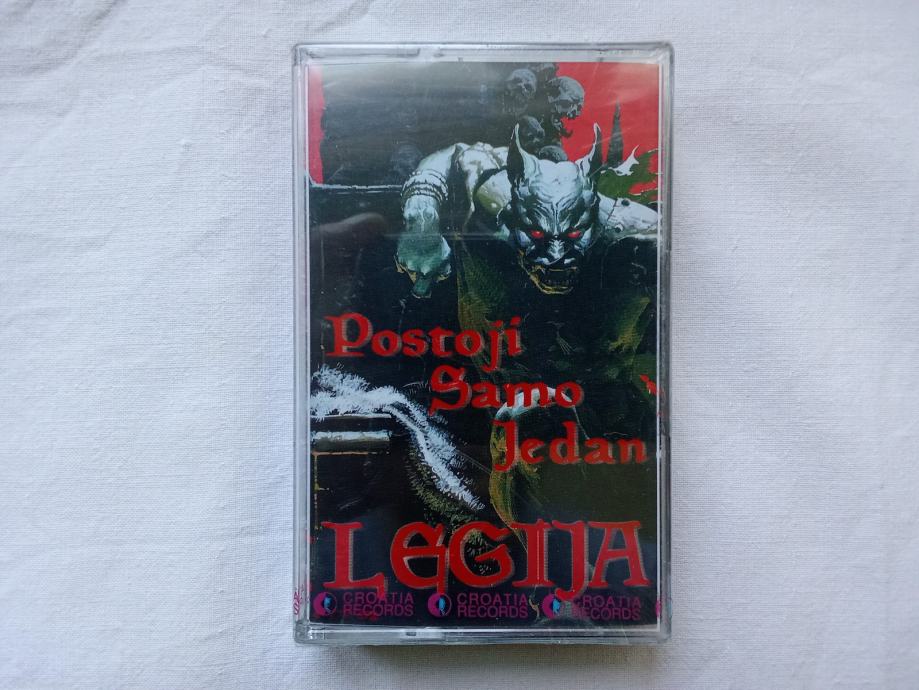 Postoji
Samo
Jedan
LEGIJA
CROATIA RECORDS
CROATIA RECORDS
CROATIA RECORDS